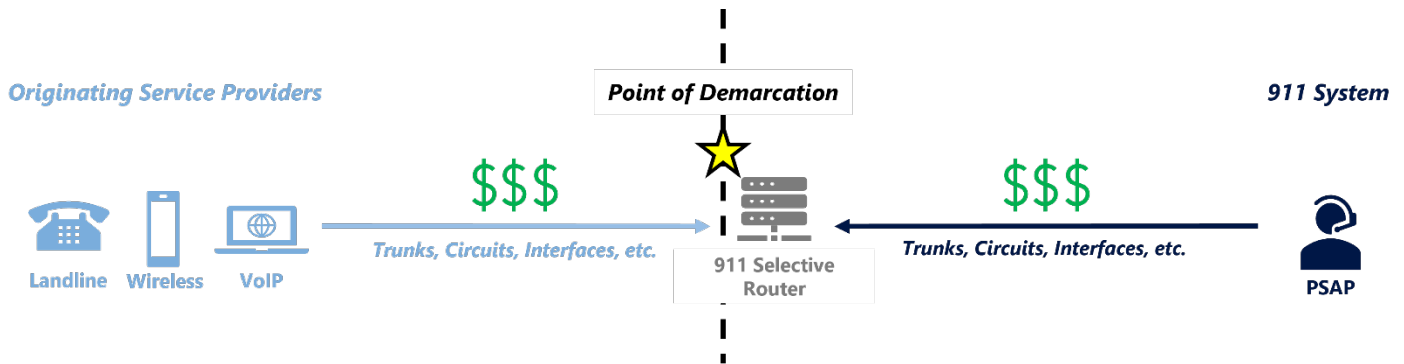 Originating Service Providers
Point of Demarcation
911 System
$$$
$$$
Trunks, Circuits, Interfaces, etc.
Trunks, Circuits, Interfaces, etc.
Landline
Wireless
VoIP
911 Selective
Router
PSAP